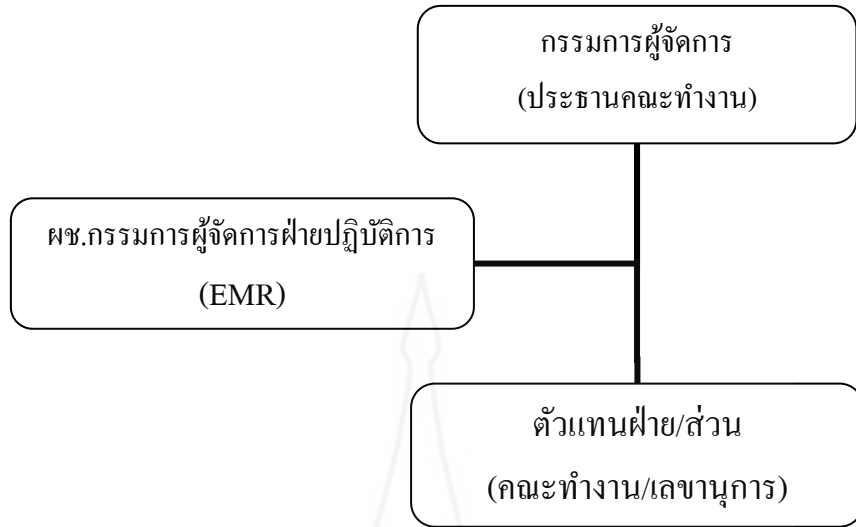 กรรมการผู้จัดการ
(ประธานคณะทำงาน)
ผช.กรรมการผู้จัดการฝ่ายปฏิบัติการ
(EMR)
ตัวแทนฝ่าย/ส่วน
(คณะทำงาน/เลขานุการ)